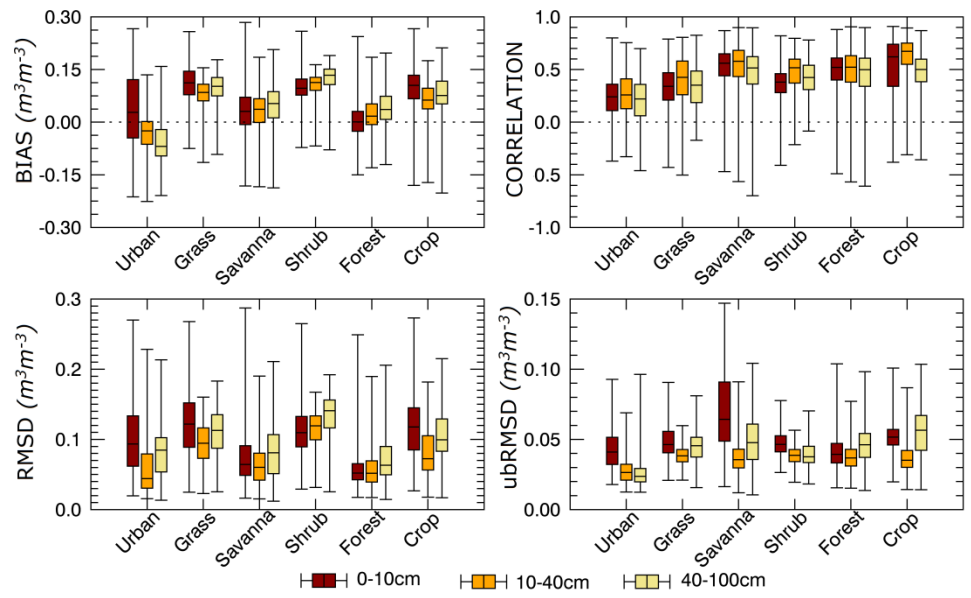 BIAS (m³m⁻³)
0.30
0.15
0.00
-0.15
-0.30
Urban
Grass
Savanna
Shrub
Forest
Crop
CORRELATION
1.0
0.5
0.0
-0.5
-1.0
Urban
Grass
Savanna
Shrub
Forest
Crop
RMSD (m³m⁻³)
0.3
0.2
0.1
0.0
Urban
Grass
Savanna
Shrub
Forest
Crop
ubRMSD (m³m⁻³)
0.15
0.10
0.05
0.00
Urban
Grass
Savanna
Shrub
Forest
Crop
0-10cm 10-40cm 40-100cm